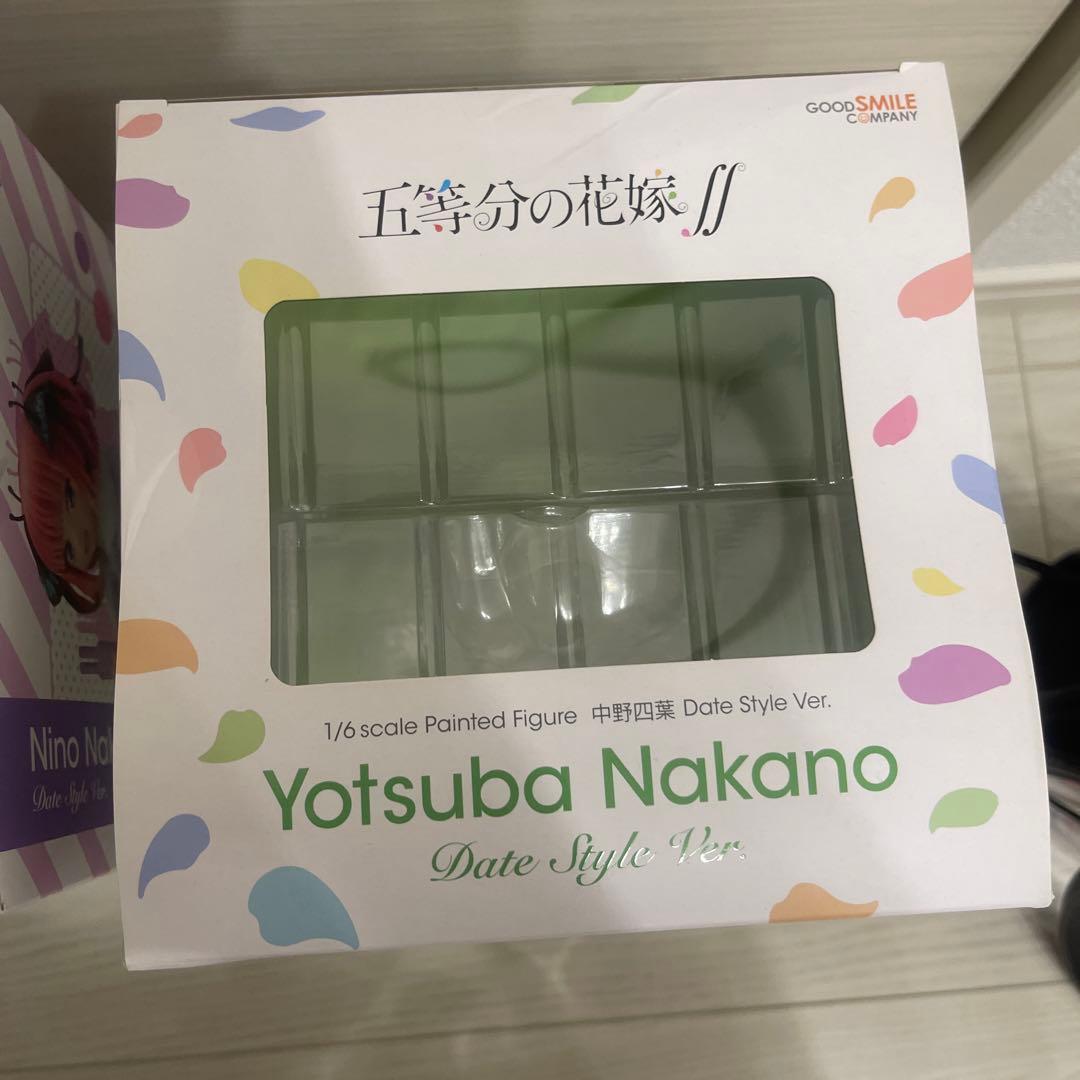 GOOD SMILE
COMPANY
五等分の花嫁∬
1/6 scale Painted Figure 中野四葉 Date Style Ver.
Yotsuba Nakano
Date Style Ver.
Nino Na
Date Style Ver.